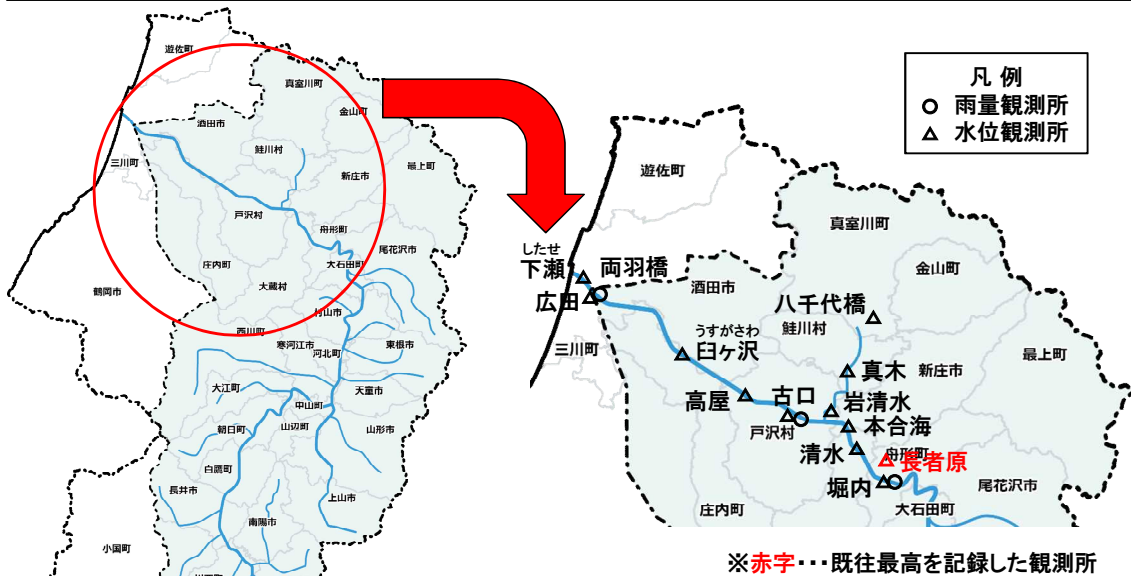 遊佐町
真室川町
金山町
酒田市
鮭川村
三川町
新庄市
最上町
戸沢村
舟形町
尾花沢市
庄内町
大石田町
鶴岡市
大蔵村
村山市
西川町
寒河江市
河北町
東根市
大江町
天童市
中山町
朝日町
山辺町
山形市
白鷹町
長井市
上山市
南陽市
小国町
凡例
雨量観測所
水位観測所
遊佐町
真室川町
したせ
下瀬
両羽橋
金山町
広田
酒田市
八千代橋
鮭川村
うすがさわ
臼ヶ沢
三川町
最上町
真木
新庄市
高屋
古口
岩清水
戸沢村
本合海
清水
舟形町
長者原
堀内
尾花沢市
庄内町
大石田町
※赤字・・・既往最高を記録した観測所